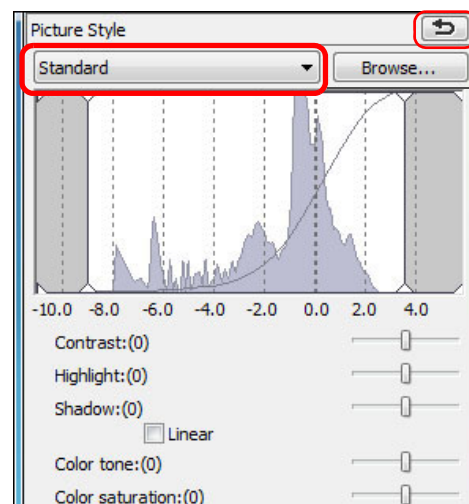 Picture Style
Standard Browse...
-10.0 -8.0 -6.0 -4.0 -2.0 0.0 2.0 4.0
Contrast:(0)
Highlight:(0)
Shadow:(0)
Linear
Color tone:(0)
Color saturation:(0)